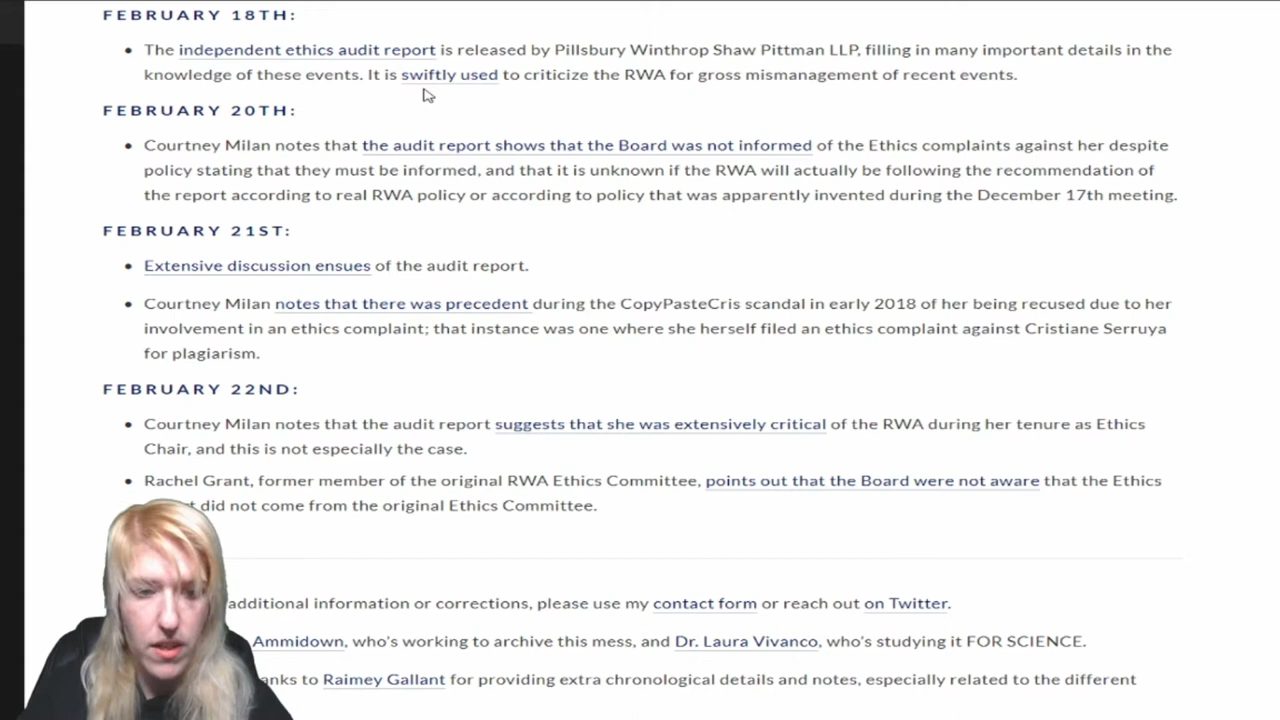 FEBRUARY 18TH:
• The independent ethics audit report is released by Pillsbury Winthrop Shaw Pittman LLP, filling in many important details in the
knowledge of these events. It is swiftly used to criticize the RWA for gross mismanagement of recent events.
FEBRUARY 20TH:
• Courtney Milan notes that the audit report shows that the Board was not informed of the Ethics complaints against her despite
policy stating that they must be informed, and that it is unknown if the RWA will actually be following the recommendation of
the report according to real RWA policy or according to policy that was apparently invented during the December 17th meeting.
FEBRUARY 21ST:
• Extensive discussion ensues of the audit report.
• Courtney Milan notes that there was precedent during the CopyPasteCris scandal in early 2018 of her being recused due to her
involvement in an ethics complaint; that instance was one where she herself filed an ethics complaint against Cristiane Serruya
for plagiarism.
FEBRUARY 22ND:
• Courtney Milan notes that the audit report suggests that she was extensively critical of the RWA during her tenure as Ethics
Chair, and this is not especially the case.
• Rachel Grant, former member of the original RWA Ethics Committee, points out that the Board were not aware that the Ethics
did not come from the original Ethics Committee.
additional information or corrections, please use my contact form or reach out on Twitter.
Ammidown, who's working to archive this mess, and Dr. Laura Vivanco, who's studying it FOR SCIENCE.
to Raimey Gallant for providing extra chronological details and notes, especially related to the different